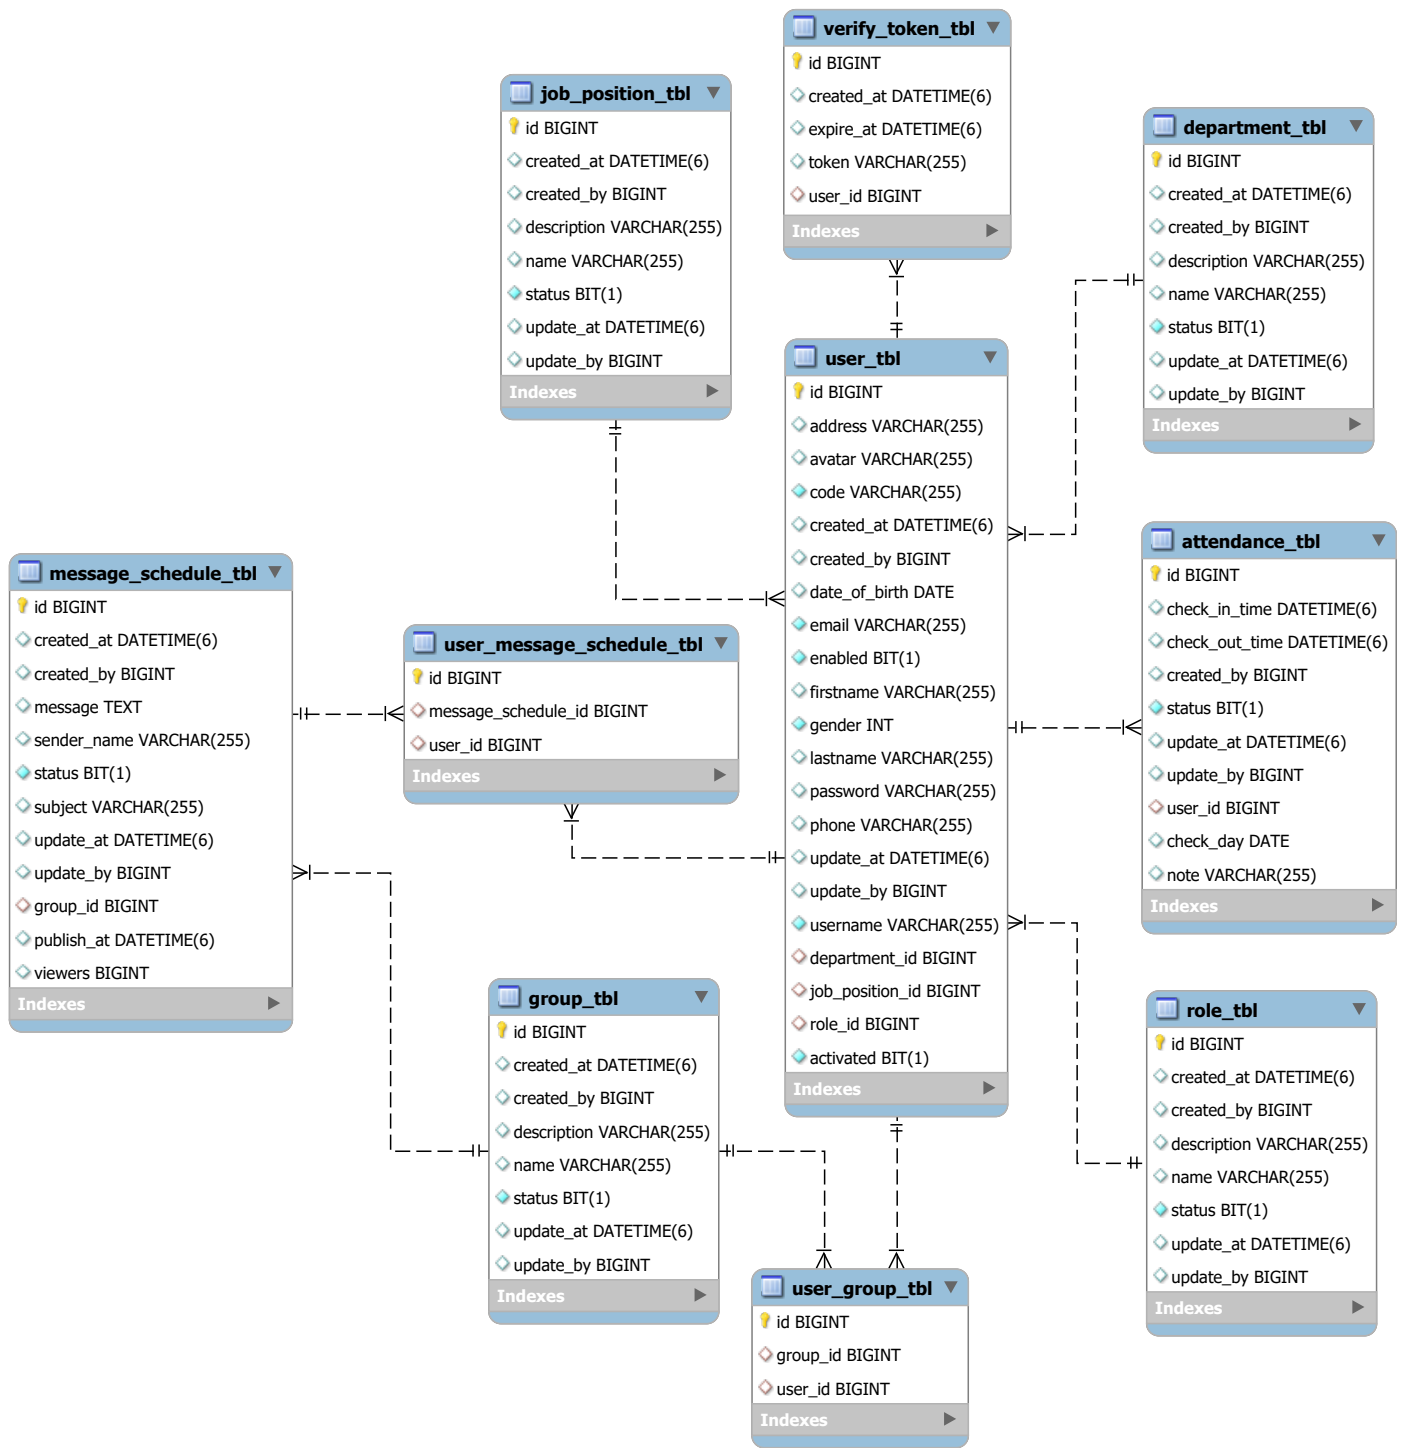 verify_token_tbl
id BIGINT
created_at DATETIME(6)
expire_at DATETIME(6)
token VARCHAR(255)
user_id BIGINT
Indexes
job_position_tbl
id BIGINT
created_at DATETIME(6)
created_by BIGINT
description VARCHAR(255)
name VARCHAR(255)
status BIT(1)
update_at DATETIME(6)
update_by BIGINT
Indexes
department_tbl
id BIGINT
created_at DATETIME(6)
created_by BIGINT
description VARCHAR(255)
name VARCHAR(255)
status BIT(1)
update_at DATETIME(6)
update_by BIGINT
Indexes
user_tbl
id BIGINT
address VARCHAR(255)
avatar VARCHAR(255)
code VARCHAR(255)
created_at DATETIME(6)
created_by BIGINT
date_of_birth DATE
email VARCHAR(255)
enabled BIT(1)
firstname VARCHAR(255)
gender INT
lastname VARCHAR(255)
password VARCHAR(255)
phone VARCHAR(255)
update_at DATETIME(6)
update_by BIGINT
username VARCHAR(255)
department_id BIGINT
job_position_id BIGINT
role_id BIGINT
activated BIT(1)
Indexes
attendance_tbl
id BIGINT
check_in_time DATETIME(6)
check_out_time DATETIME(6)
created_by BIGINT
status BIT(1)
update_at DATETIME(6)
update_by BIGINT
user_id BIGINT
check_day DATE
note VARCHAR(255)
Indexes
message_schedule_tbl
id BIGINT
created_at DATETIME(6)
created_by BIGINT
message TEXT
sender_name VARCHAR(255)
status BIT(1)
subject VARCHAR(255)
update_at DATETIME(6)
update_by BIGINT
group_id BIGINT
publish_at DATETIME(6)
viewers BIGINT
Indexes
user_message_schedule_tbl
id BIGINT
message_schedule_id BIGINT
user_id BIGINT
Indexes
group_tbl
id BIGINT
created_at DATETIME(6)
created_by BIGINT
description VARCHAR(255)
name VARCHAR(255)
status BIT(1)
update_at DATETIME(6)
update_by BIGINT
Indexes
role_tbl
id BIGINT
created_at DATETIME(6)
created_by BIGINT
description VARCHAR(255)
name VARCHAR(255)
status BIT(1)
update_at DATETIME(6)
update_by BIGINT
Indexes
user_group_tbl
id BIGINT
group_id BIGINT
user_id BIGINT
Indexes